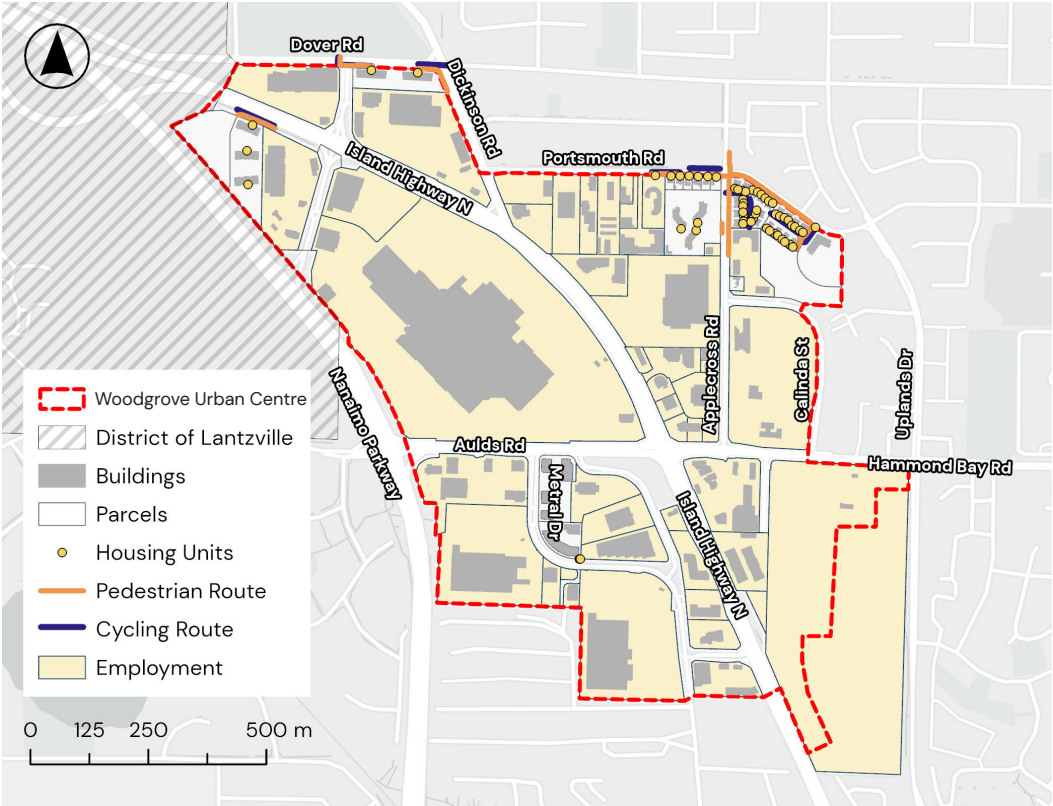 Dover Rd
Dickinson Rd
Portsmouth Rd
Island Highway N
Applecross Rd
Calinda St
Uplands Dr
Nanaimo Parkway
Aulds Rd
Hammond Bay Rd
Metral Dr
Island Highway N
Woodgrove Urban Centre
District of Lantzville
Buildings
Parcels
Housing Units
Pedestrian Route
Cycling Route
Employment
0 125 250 500 m